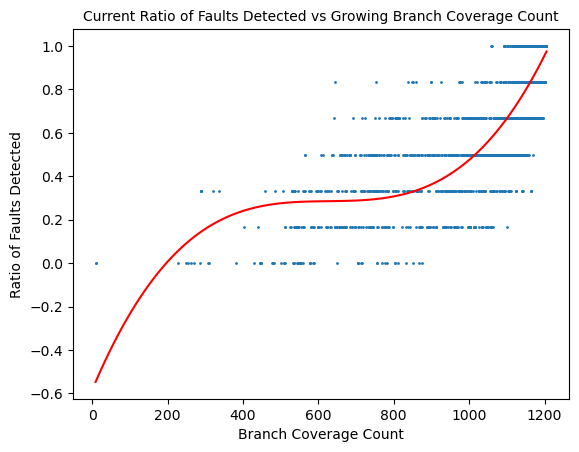 Current Ratio of Faults Detected vs Growing Branch Coverage Count
1.0
0.8
0.6
0.4
0.2
0.0
−0.2
−0.4
−0.6
Ratio of Faults Detected
0 200 400 600 800 1000 1200
Branch Coverage Count